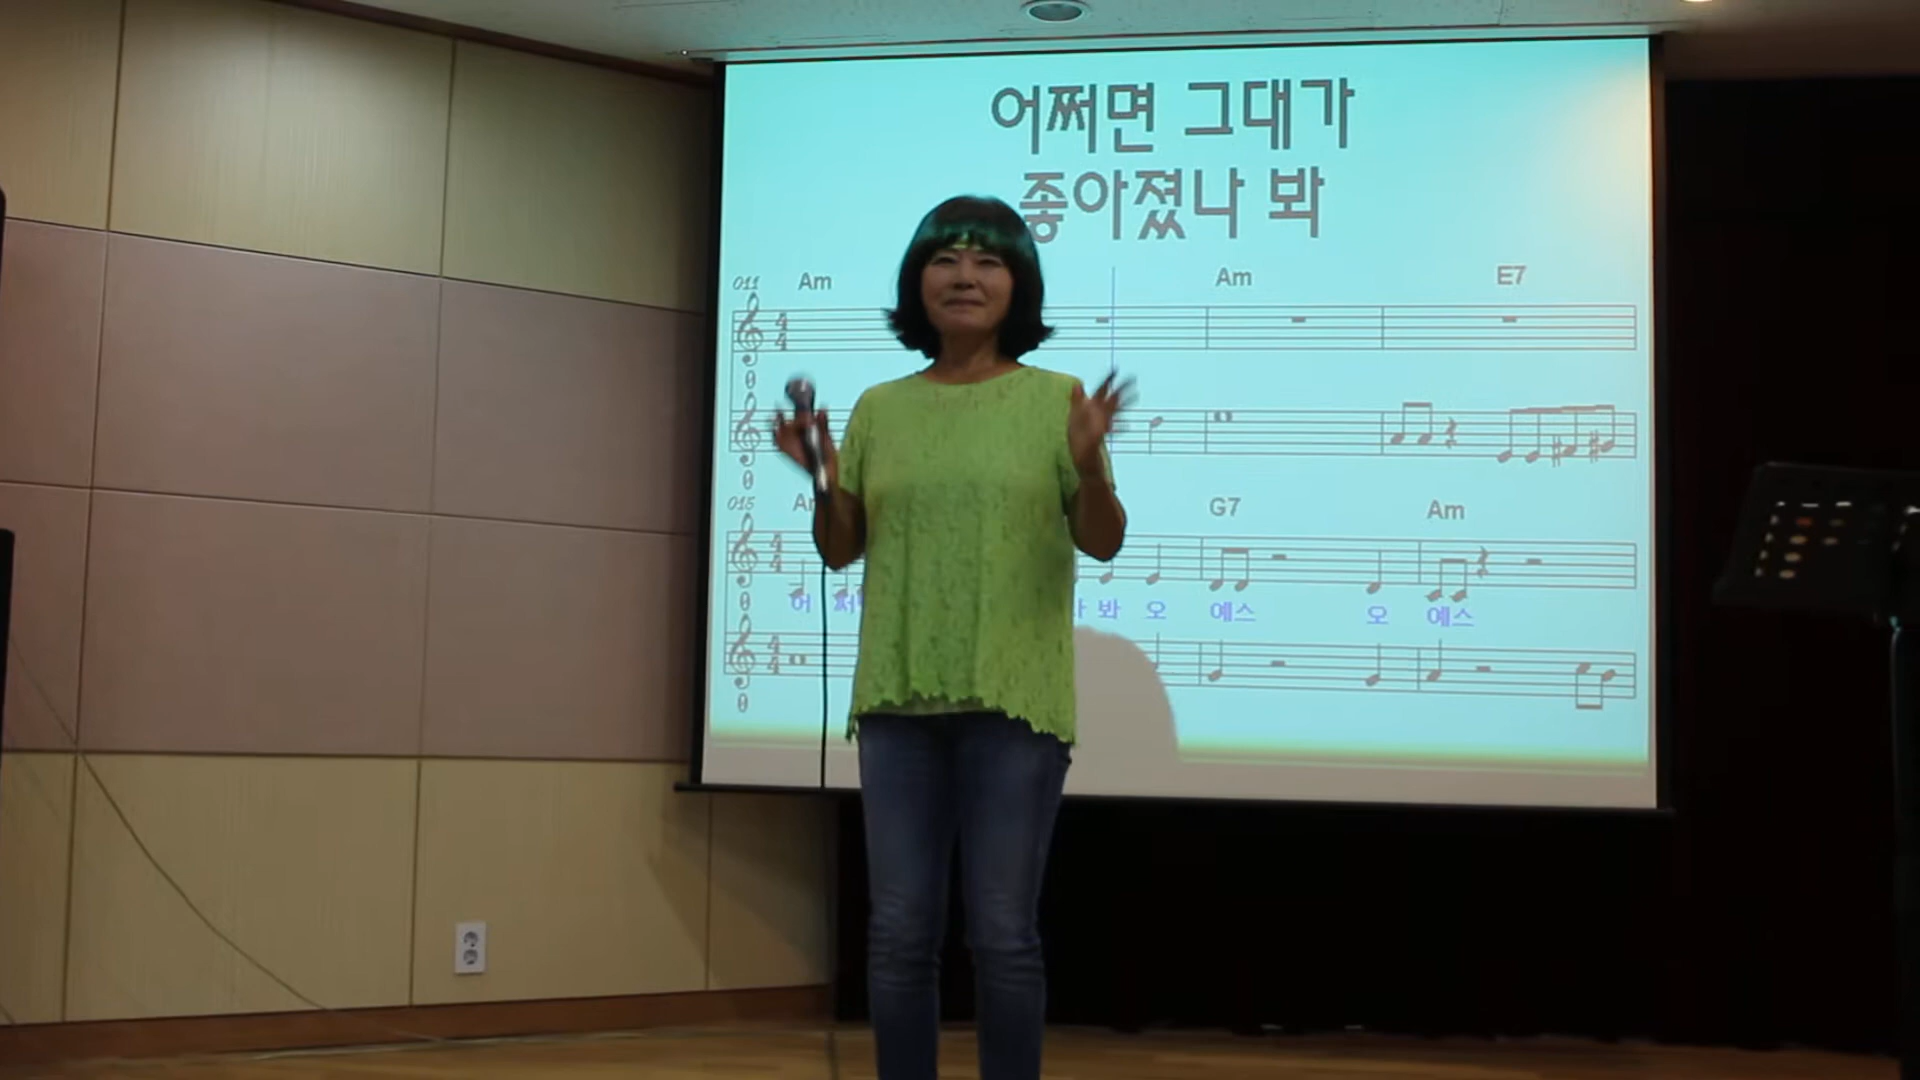 어쩌면 그대가
좋아졌나 봐
011 Am Am E7
015 G7 Am
어 봐 오 예스 오 예스